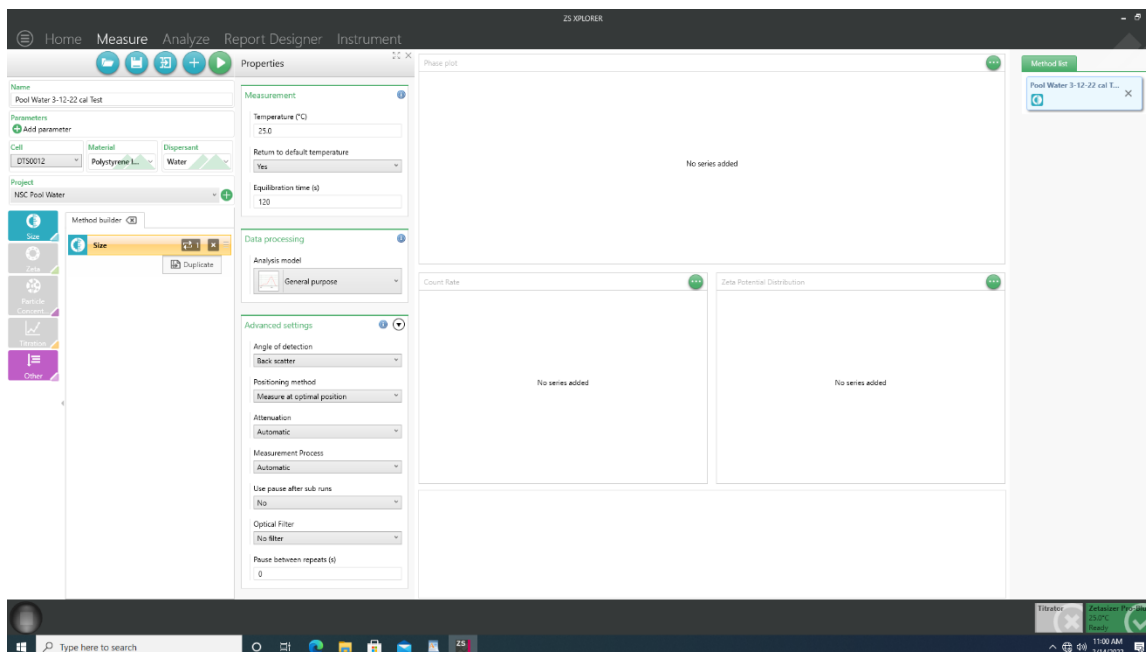 ZS XPLORER
Home Measure Analyze Report Designer Instrument
Name
Pool Water 3-12-22 cal Test
Parameters
Add parameter
Cell Material Dispersant
DTS0012 Polystyrene l... Water
Project
NSC Pool Water
Size
Zeta
Particle
Concent...
Titration
Other
Method builder
Size 1
Duplicate
Properties
Measurement
Temperature (°C)
25.0
Return to default temperature
Yes
Equilibration time (s)
120
Data processing
Analysis model
General purpose
Advanced settings
Angle of detection
Back scatter
Positioning method
Measure at optimal position
Attenuation
Automatic
Measurement Process
Automatic
Use pause after sub runs
No
Optical Filter
No filter
Pause between repeats (s)
0
Phase plot
No series added
Count Rate
No series added
Zeta Potential Distribution
No series added
Method list
Pool Water 3-12-22 cal T...
Titrator
Zetasizer
25.0°C
Ready
Type here to search
ZS
11:00 AM